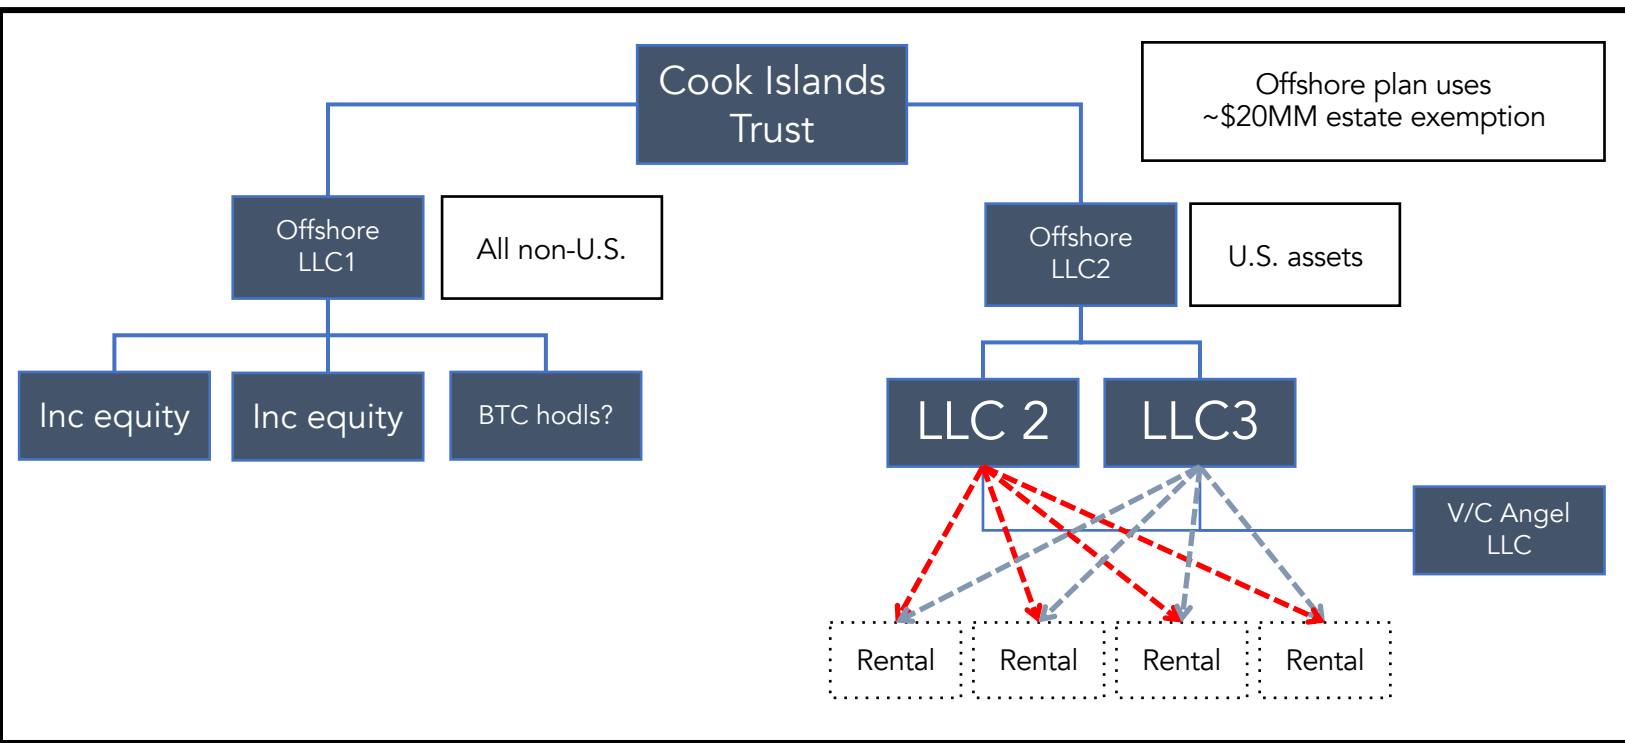 Cook Islands
Trust
Offshore plan uses
~$20MM estate exemption
Offshore
LLC1
All non-U.S.
Offshore
LLC2
U.S. assets
Inc equity
Inc equity
BTC hodls?
LLC 2
LLC3
V/C Angel
LLC
Rental
Rental
Rental
Rental